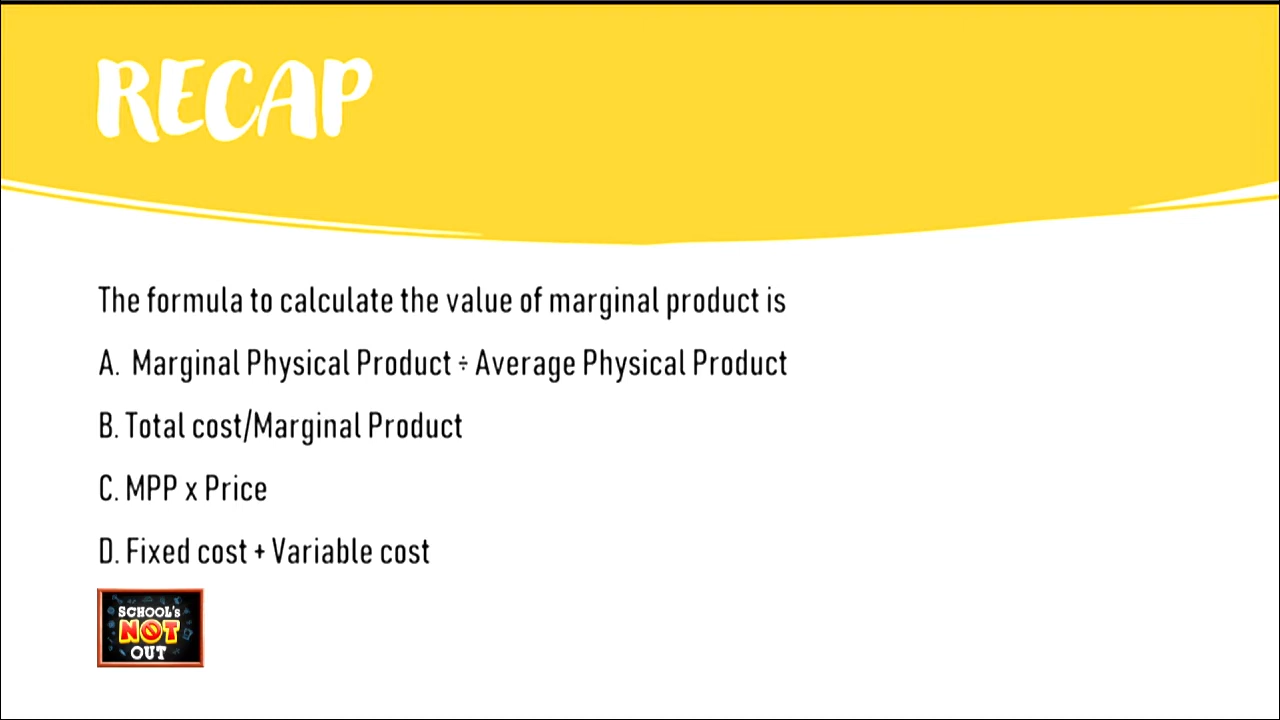 RECAP
The formula to calculate the value of marginal product is
A. Marginal Physical Product ÷ Average Physical Product
B. Total cost/Marginal Product
C. MPP x Price
D. Fixed cost + Variable cost
SCHOOL's
NOT
OUT